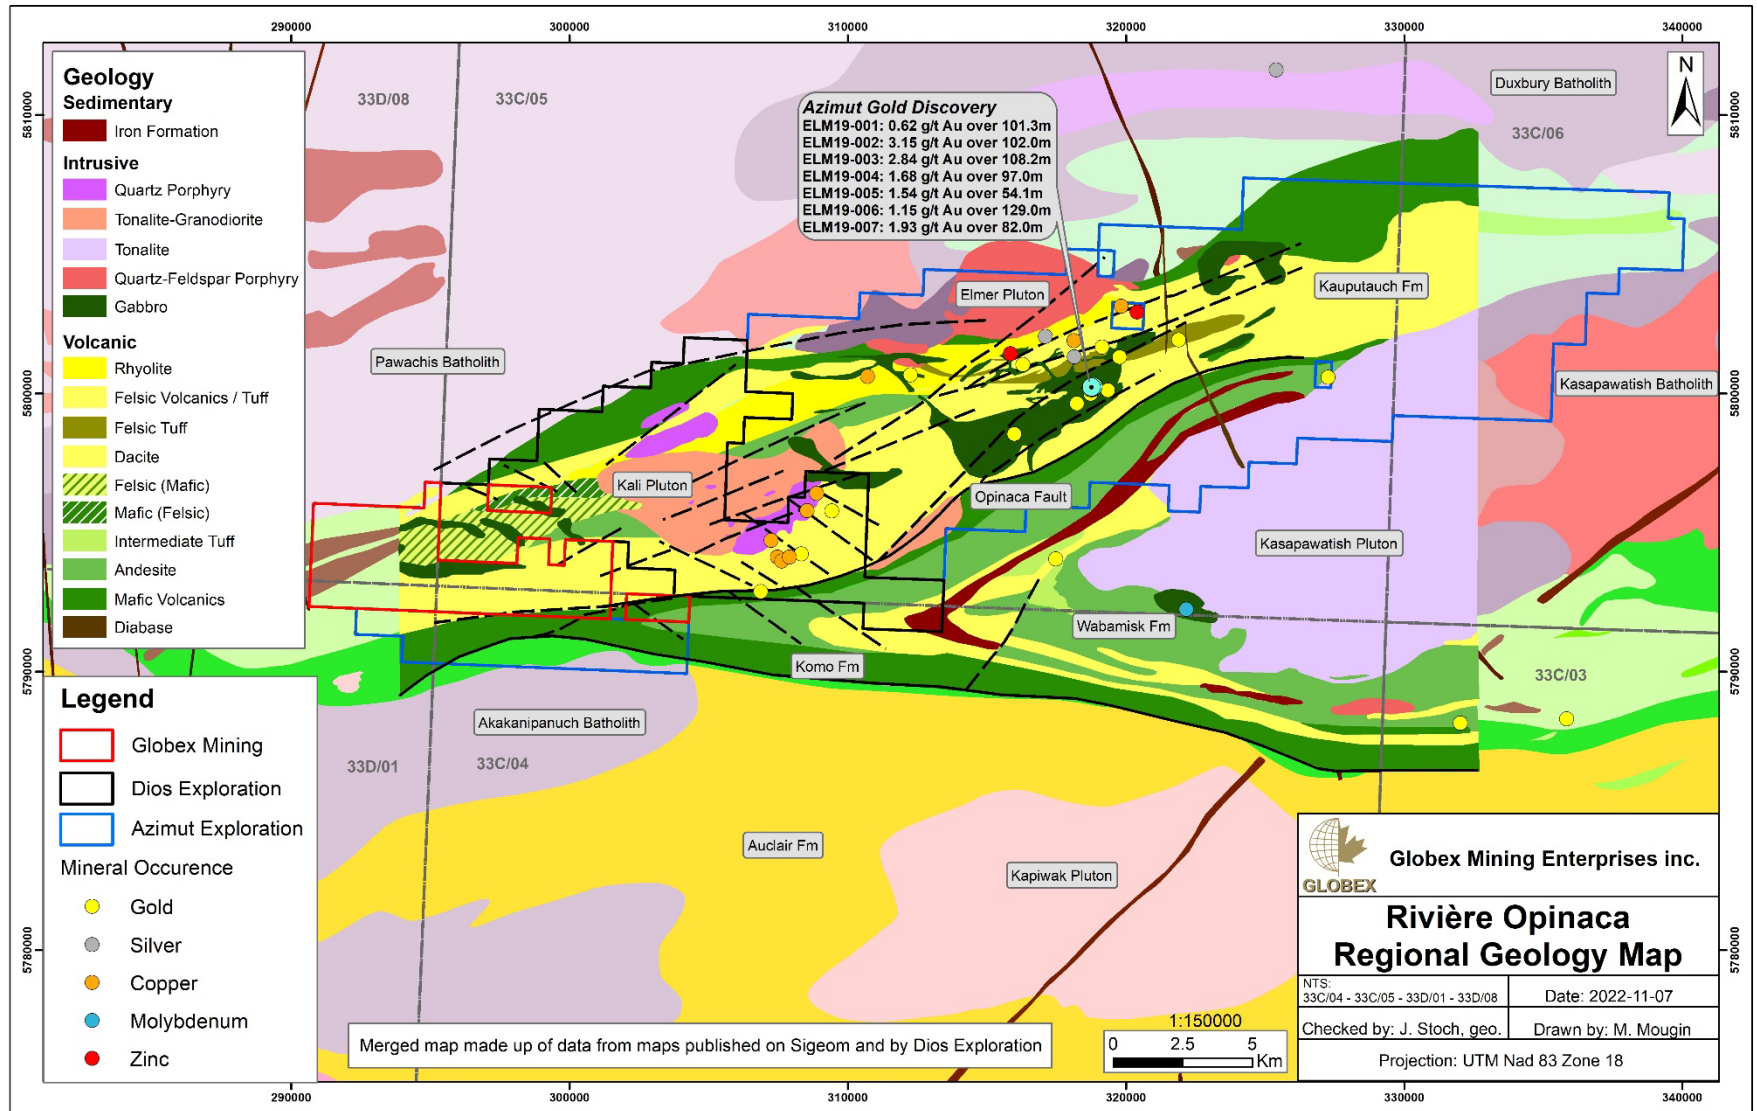 290000
300000
310000
320000
330000
340000
5810000
5800000
5790000
5780000
5810000
5800000
5790000
5780000
Geology
Sedimentary
Iron Formation
Intrusive
Quartz Porphyry
Tonalite-Granodiorite
Tonalite
Quartz-Feldspar Porphyry
Gabbro
Volcanic
Rhyolite
Felsic Volcanics / Tuff
Felsic Tuff
Dacite
Felsic (Mafic)
Mafic (Felsic)
Intermediate Tuff
Andesite
Mafic Volcanics
Diabase
Legend
Globex Mining
Dios Exploration
Azimut Exploration
Mineral Occurence
Gold
Silver
Copper
Molybdenum
Zinc
33D/08
33C/05
33C/06
33C/03
33D/01
33C/04
Azimut Gold Discovery
ELM19-001: 0.62 g/t Au over 101.3m
ELM19-002: 3.15 g/t Au over 102.0m
ELM19-003: 2.84 g/t Au over 108.2m
ELM19-004: 1.68 g/t Au over 97.0m
ELM19-005: 1.54 g/t Au over 54.1m
ELM19-006: 1.15 g/t Au over 129.0m
ELM19-007: 1.93 g/t Au over 82.0m
N
Duxbury Batholith
Elmer Pluton
Kauputauch Fm
Pawachis Batholith
Kasapawatish Batholith
Kali Pluton
Opinaca Fault
Kasapawatish Pluton
Wabamisk Fm
Komo Fm
Akakanipanuch Batholith
Auclair Fm
Kapiwak Pluton
Merged map made up of data from maps published on Sigeom and by Dios Exploration
1:150000
0 2.5 5
Km
GLOBEX
Globex Mining Enterprises inc.
Rivière Opinaca
Regional Geology Map
NTS:
33C/04 - 33C/05 - 33D/01 - 33D/08
Date: 2022-11-07
Checked by: J. Stoch, geo.
Drawn by: M. Mougin
Projection: UTM Nad 83 Zone 18
290000
300000
310000
320000
330000
340000